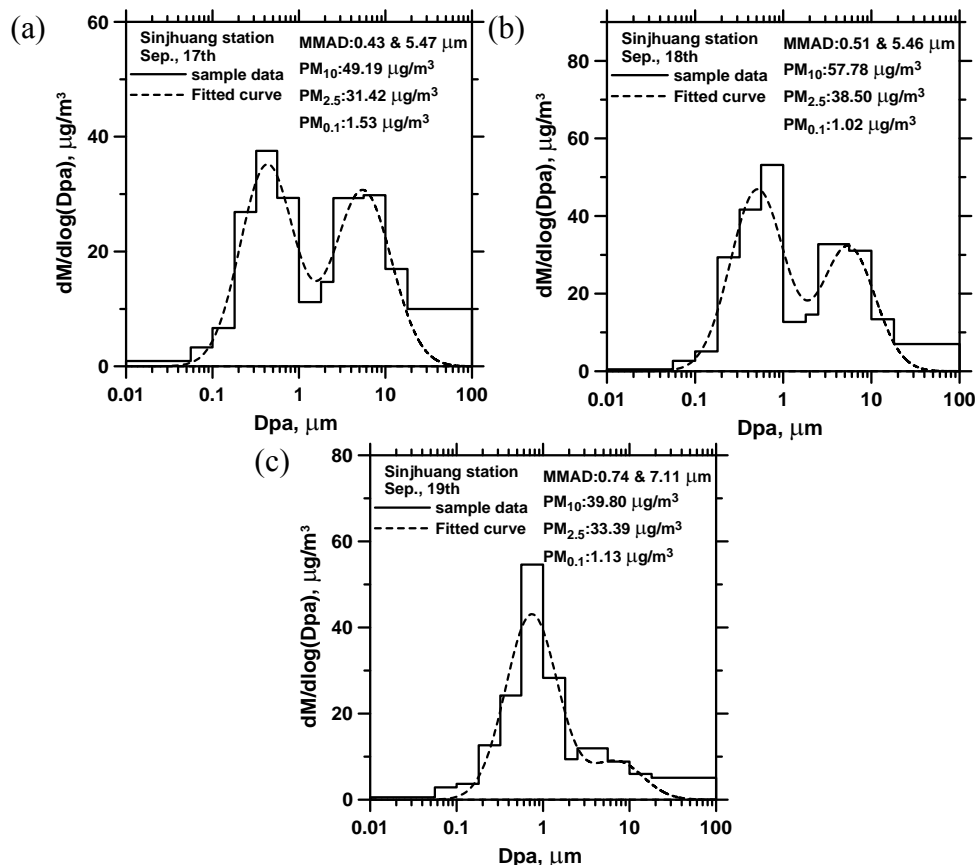 (a)
Sinjhuang station
Sep., 17th
sample data
Fitted curve
MMAD:0.43 & 5.47 μm
PM10:49.19 μg/m3
PM2.5:31.42 μg/m3
PM0.1:1.53 μg/m3
60
40
20
0
dM/dlog(Dpa), μg/m3
0.01 0.1 1 10 100
Dpa, μm
(b)
Sinjhuang station
Sep., 18th
sample data
Fitted curve
MMAD:0.51 & 5.46 μm
PM10:57.78 μg/m3
PM2.5:38.50 μg/m3
PM0.1:1.02 μg/m3
80
60
40
20
0
dM/dlog(Dpa), μg/m3
0.01 0.1 1 10 100
Dpa, μm
(c)
Sinjhuang station
Sep., 19th
sample data
Fitted curve
MMAD:0.74 & 7.11 μm
PM10:39.80 μg/m3
PM2.5:33.39 μg/m3
PM0.1:1.13 μg/m3
80
60
40
20
0
dM/dlog(Dpa), μg/m3
0.01 0.1 1 10 100
Dpa, μm